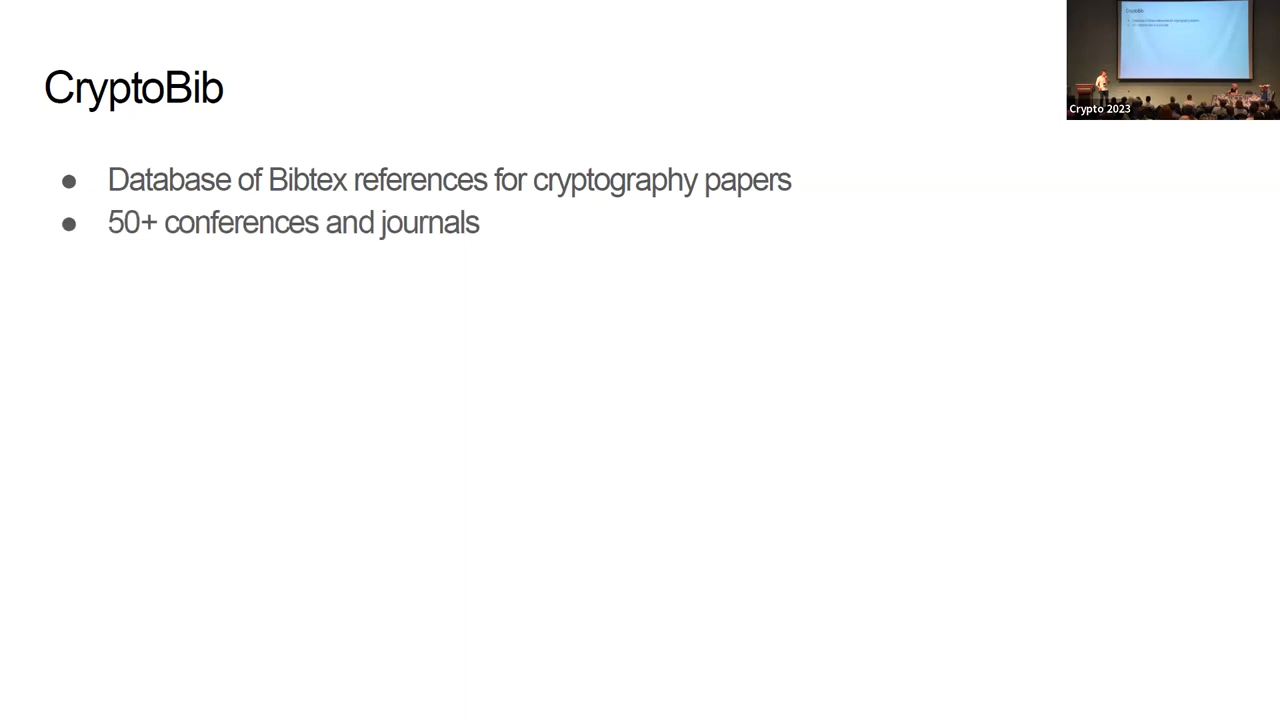 CryptoBib
● Database of Bibtex references for cryptography papers
● 50+ conferences and journals
Crypto 2023